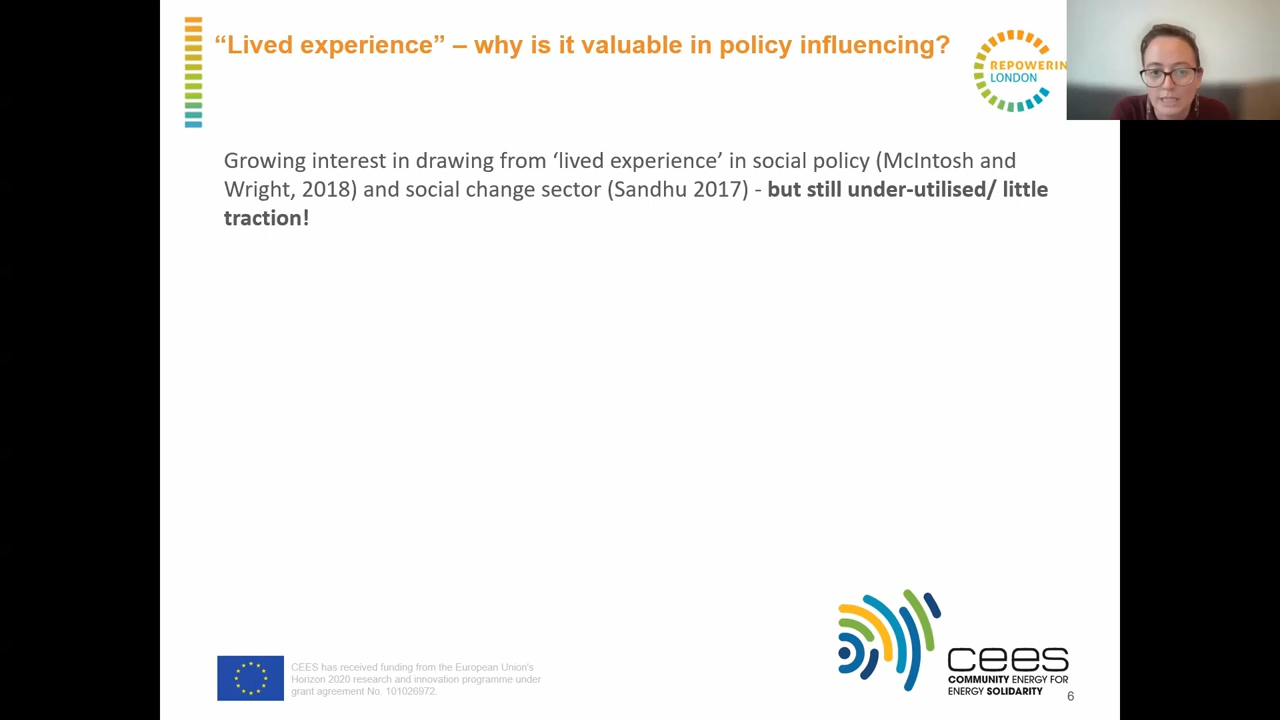 “Lived experience” – why is it valuable in policy influencing?
REPOWERIN
LONDON
Growing interest in drawing from ‘lived experience’ in social policy (McIntosh and
Wright, 2018) and social change sector (Sandhu 2017) - but still under-utilised/ little
traction!
CEES has received funding from the European Union's
Horizon 2020 research and innovation programme under
grant agreement No. 101026972.
cees
COMMUNITY ENERGY FOR
ENERGY SOLIDARITY
6